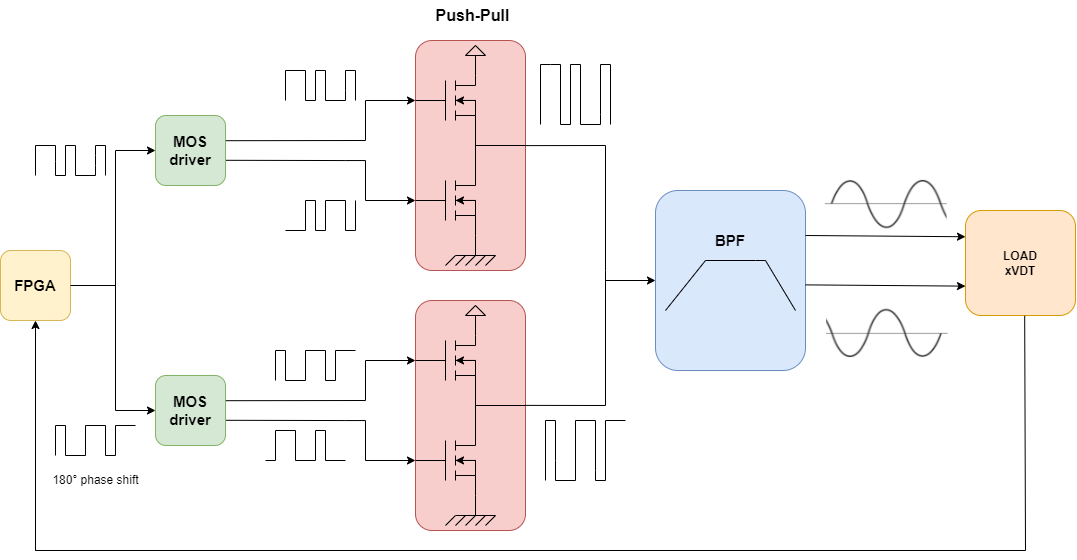 Push-Pull
MOS
driver
FPGA
BPF
LOAD
xVDT
MOS
driver
180° phase shift